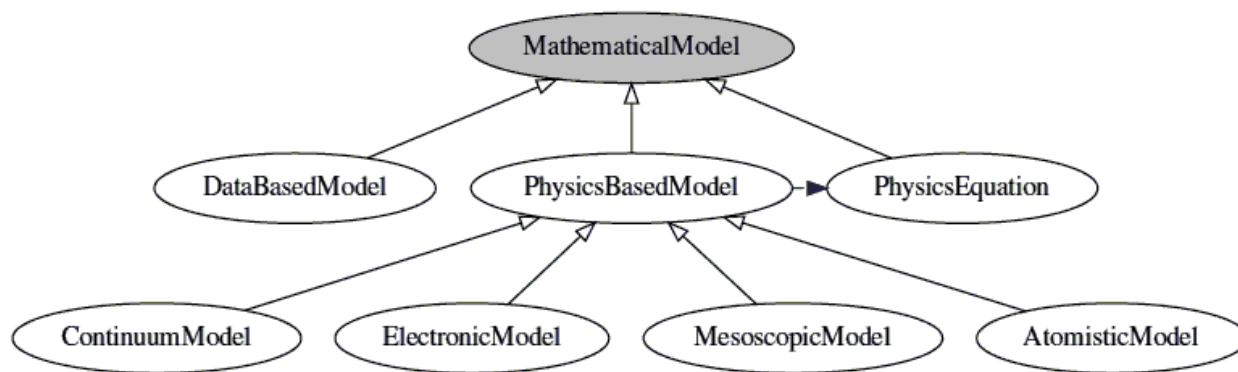 MathematicalModel
DataBasedModel
PhysicsBasedModel
PhysicsEquation
ContinuumModel
ElectronicModel
MesoscopicModel
AtomisticModel